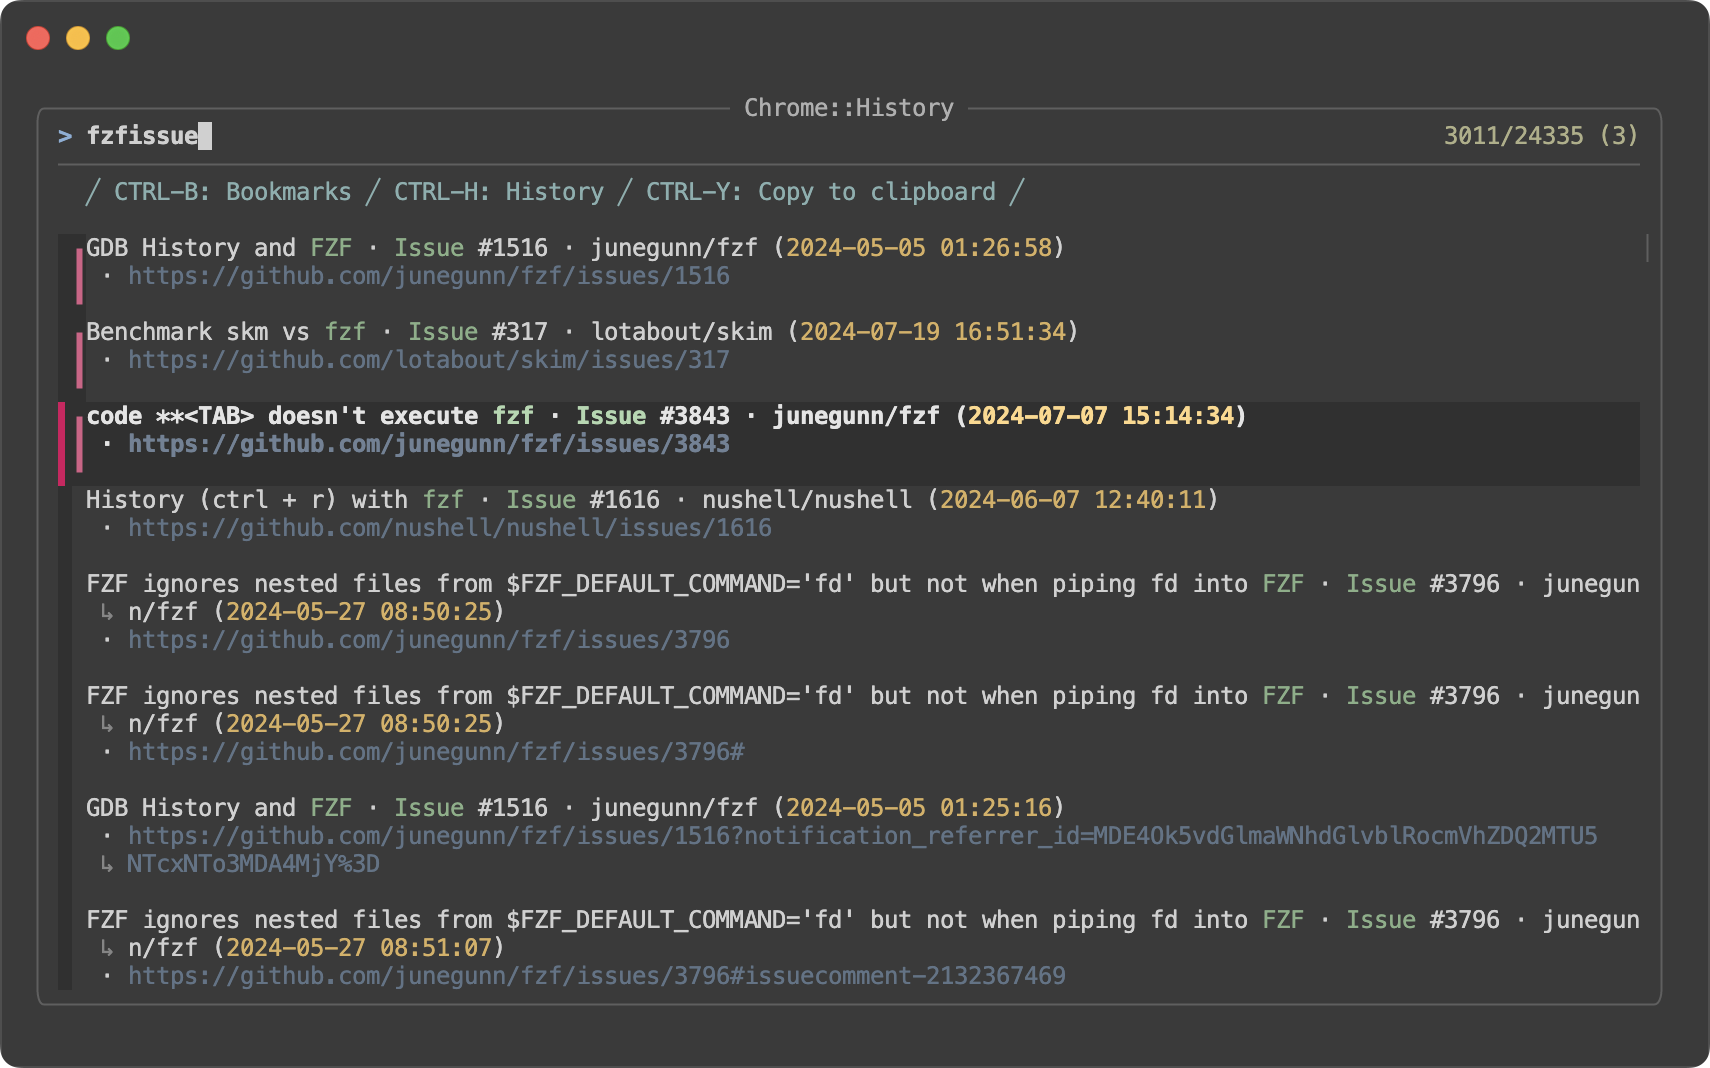 Chrome::History
> fzfissue 3011/24335 (3)
/ CTRL-B: Bookmarks / CTRL-H: History / CTRL-Y: Copy to clipboard /
GDB History and FZF · Issue #1516 · junegunn/fzf (2024-05-05 01:26:58)
· https://github.com/junegunn/fzf/issues/1516
Benchmark skm vs fzf · Issue #317 · lotabout/skim (2024-07-19 16:51:34)
· https://github.com/lotabout/skim/issues/317
code **<TAB> doesn't execute fzf · Issue #3843 · junegunn/fzf (2024-07-07 15:14:34)
· https://github.com/junegunn/fzf/issues/3843
History (ctrl + r) with fzf · Issue #1616 · nushell/nushell (2024-06-07 12:40:11)
· https://github.com/nushell/nushell/issues/1616
FZF ignores nested files from $FZF_DEFAULT_COMMAND='fd' but not when piping fd into FZF · Issue #3796 · junegun
↳ n/fzf (2024-05-27 08:50:25)
· https://github.com/junegunn/fzf/issues/3796
FZF ignores nested files from $FZF_DEFAULT_COMMAND='fd' but not when piping fd into FZF · Issue #3796 · junegun
↳ n/fzf (2024-05-27 08:50:25)
· https://github.com/junegunn/fzf/issues/3796#
GDB History and FZF · Issue #1516 · junegunn/fzf (2024-05-05 01:25:16)
· https://github.com/junegunn/fzf/issues/1516?notification_referrer_id=MDE4Ok5vdGlmaWNhdGlvblRocmVhZDQ2MTU5
↳ NTcxNTo3MDA4MjY%3D
FZF ignores nested files from $FZF_DEFAULT_COMMAND='fd' but not when piping fd into FZF · Issue #3796 · junegun
↳ n/fzf (2024-05-27 08:51:07)
· https://github.com/junegunn/fzf/issues/3796#issuecomment-2132367469